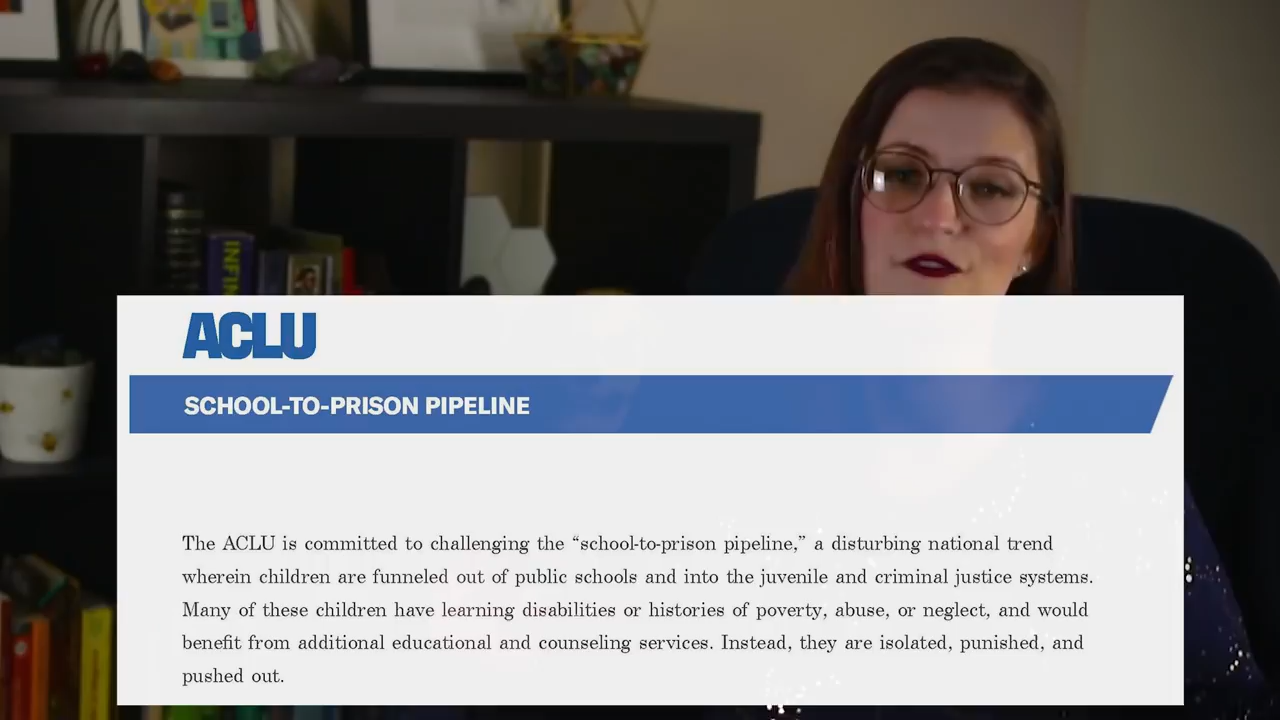 INFIN
ACLU
SCHOOL-TO-PRISON PIPELINE
The ACLU is committed to challenging the “school-to-prison pipeline,” a disturbing national trend
wherein children are funneled out of public schools and into the juvenile and criminal justice systems.
Many of these children have learning disabilities or histories of poverty, abuse, or neglect, and would
benefit from additional educational and counseling services. Instead, they are isolated, punished, and
pushed out.